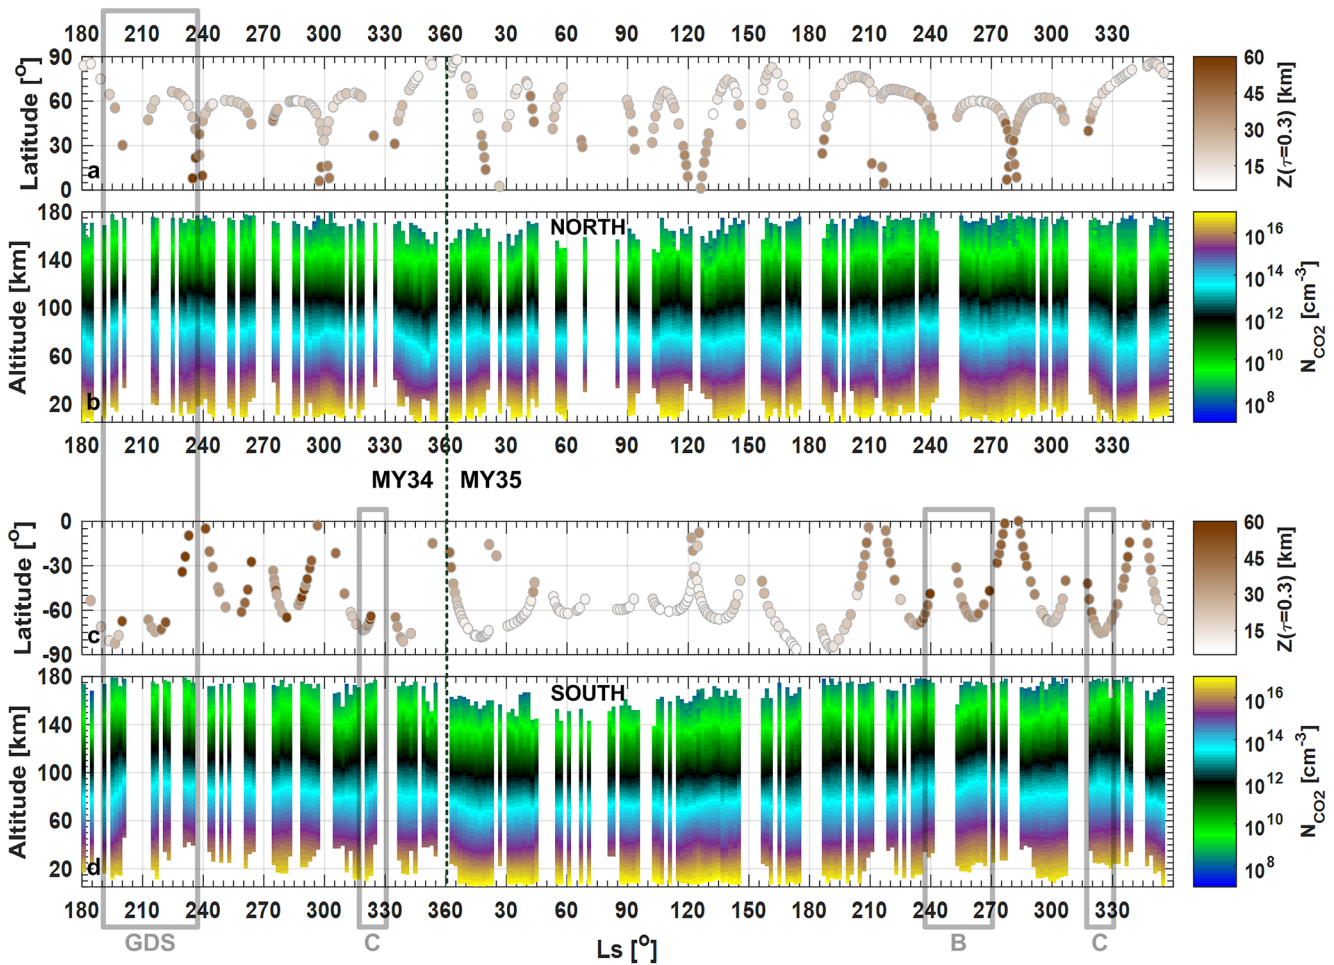 180 210 240 270 300 330 360 30 60 90 120 150 180 210 240 270 300 330
90
60
30
0
Latitude [°]
a
60
45
30
15
Z(τ=0.3) [km]
180
140
100
60
20
Altitude [km]
NORTH
b
10^16
10^14
10^12
10^10
10^8
N_CO2 [cm^-3]
180 210 240 270 300 330 360 30 60 90 120 150 180 210 240 270 300 330
MY34 MY35
0
-30
-60
-90
Latitude [°]
c
60
45
30
15
Z(τ=0.3) [km]
180
140
100
60
20
Altitude [km]
SOUTH
d
10^16
10^14
10^12
10^10
10^8
N_CO2 [cm^-3]
180 210 240 270 300 330 360 30 60 90 120 150 180 210 240 270 300 330
GDS C B C
Ls [°]